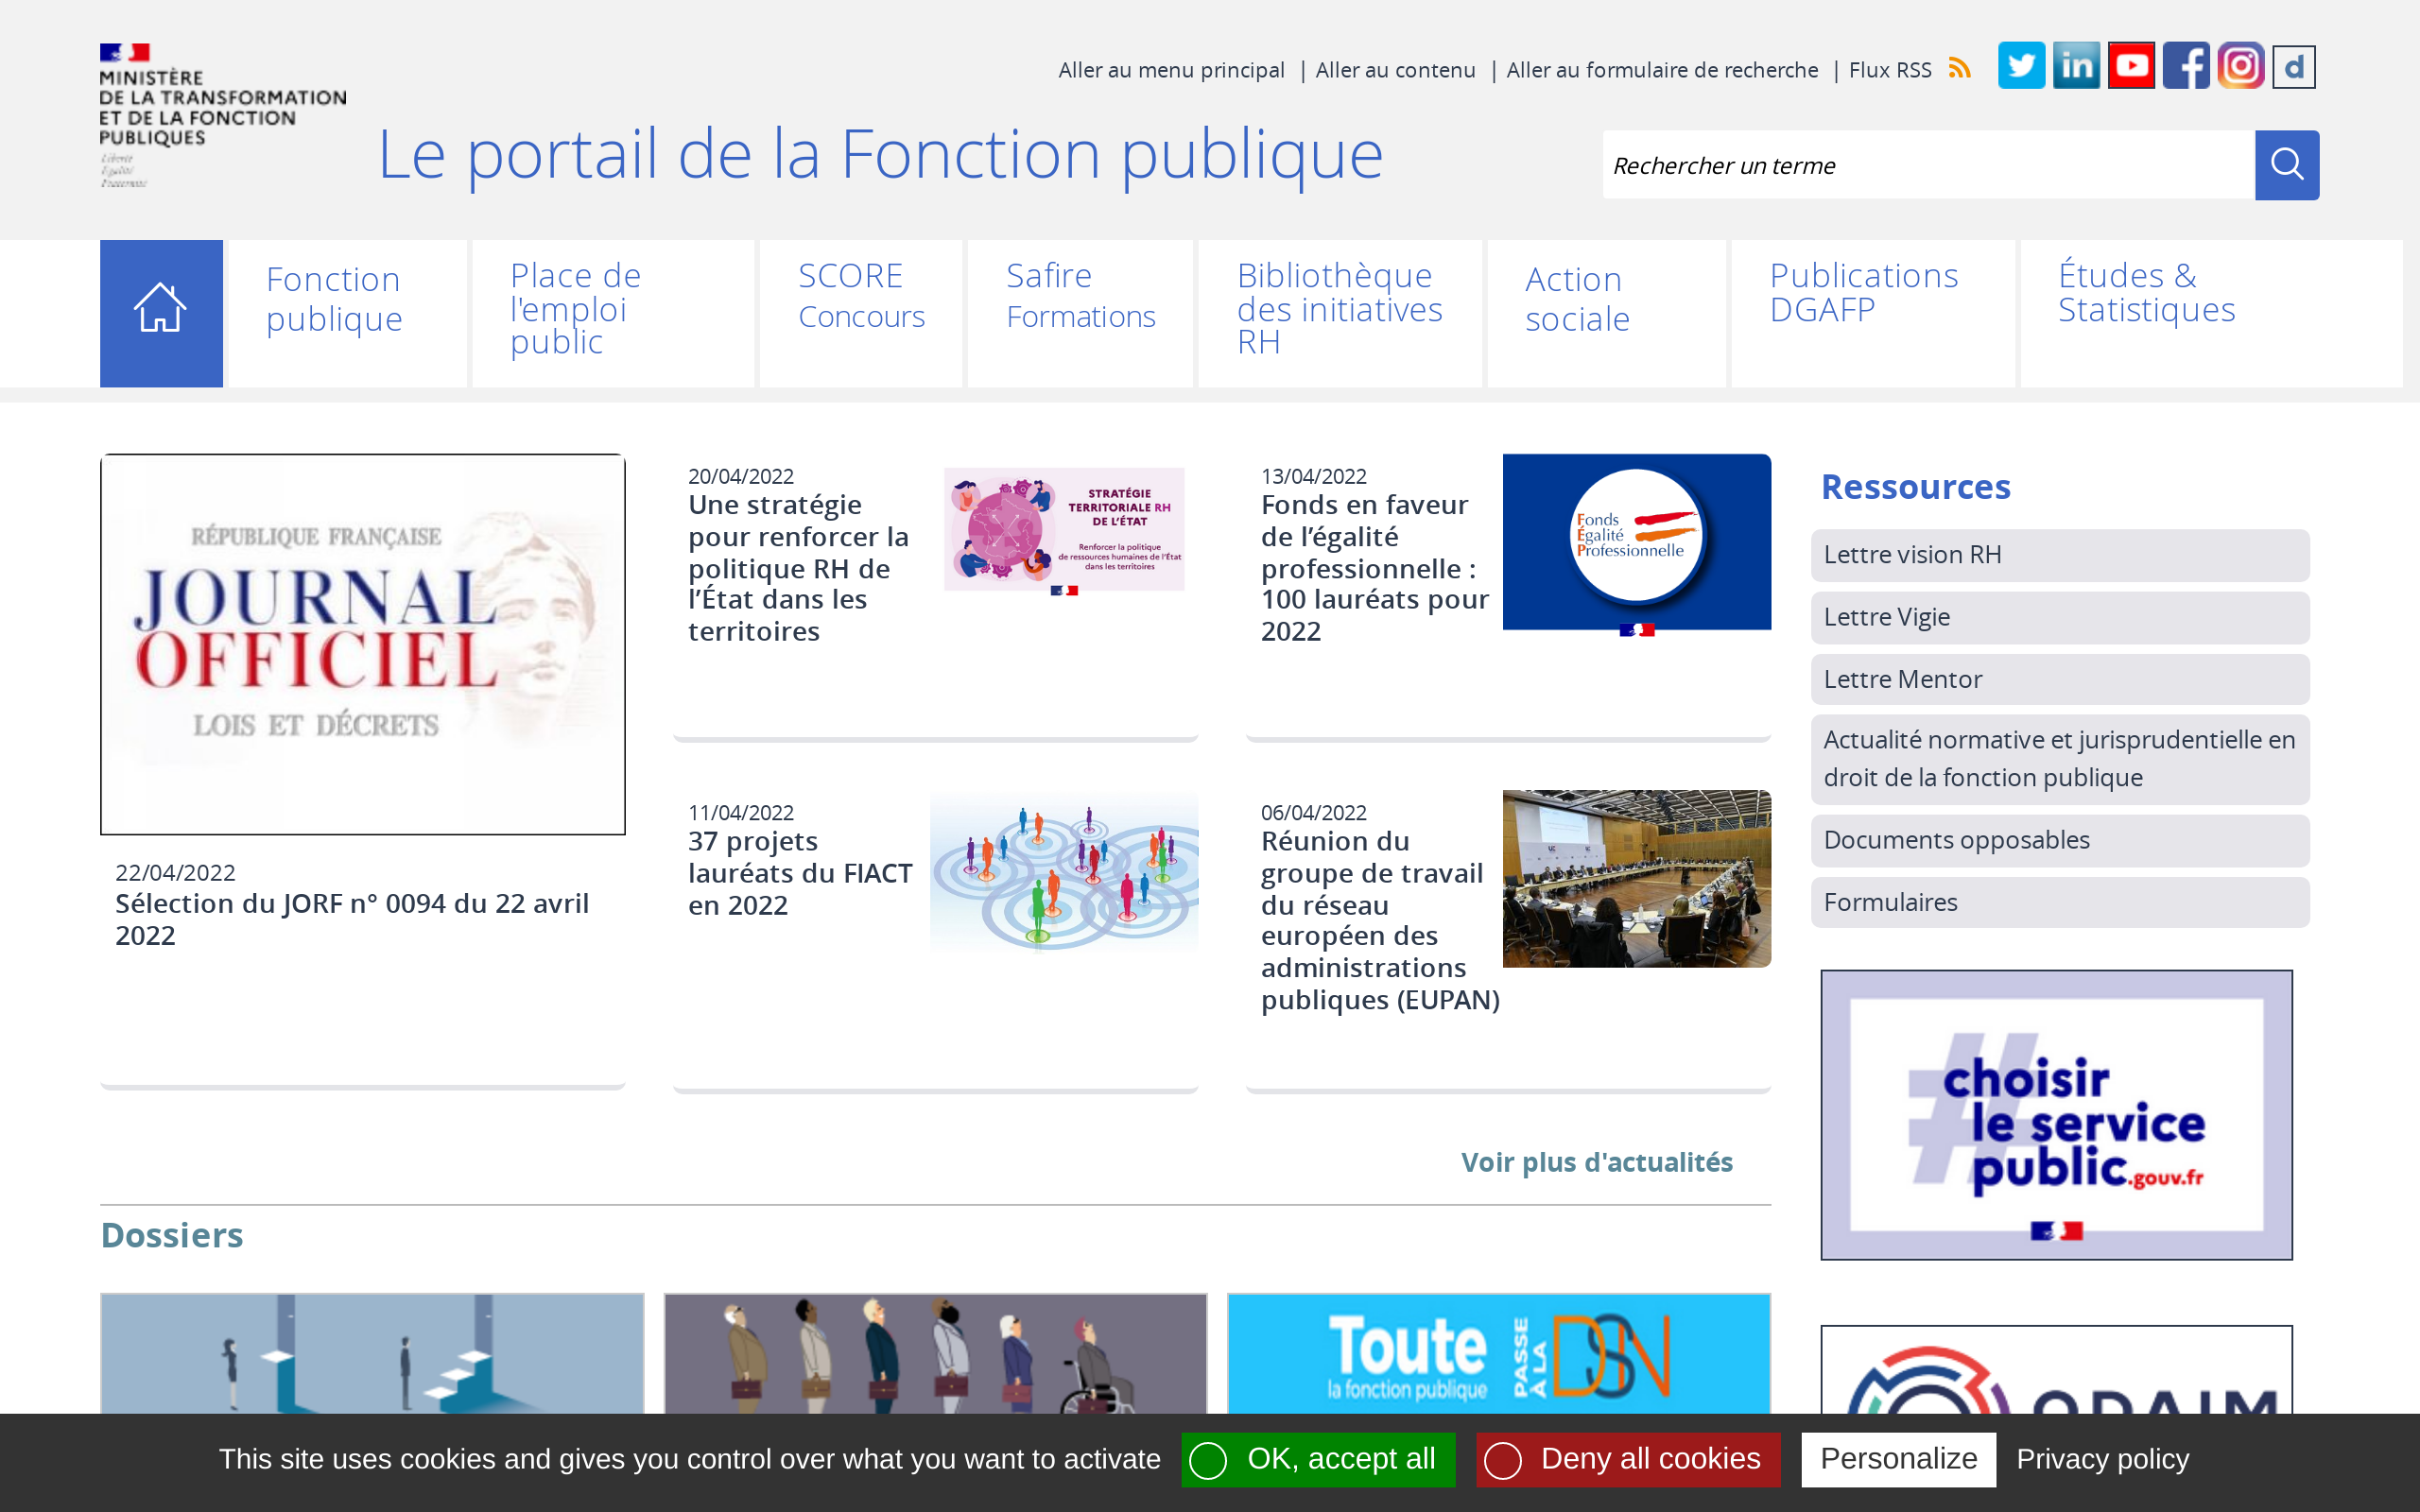 MINISTÈRE
DE LA TRANSFORMATION
ET DE LA FONCTION
PUBLIQUES
Liberté
Égalité
Fraternité
Aller au menu principal | Aller au contenu | Aller au formulaire de recherche | Flux RSS
Le portail de la Fonction publique
Rechercher un terme
Fonction
publique
Place de
l'emploi
public
SCORE
Concours
Safire
Formations
Bibliothèque
des initiatives
RH
Action
sociale
Publications
DGAFP
Études &
Statistiques
RÉPUBLIQUE FRANÇAISE
JOURNAL
OFFICIEL
LOIS ET DÉCRETS
22/04/2022
Sélection du JORF n° 0094 du 22 avril
2022
20/04/2022
Une stratégie
pour renforcer la
politique RH de
l’État dans les
territoires
STRATÉGIE
TERRITORIALE RH
DE L’ÉTAT
Renforcer la politique
de ressources humaines de l’État
dans les territoires
13/04/2022
Fonds en faveur
de l’égalité
professionnelle :
100 lauréats pour
2022
Fonds
Égalité
Professionnelle
11/04/2022
37 projets
lauréats du FIACT
en 2022
06/04/2022
Réunion du
groupe de travail
du réseau
européen des
administrations
publiques (EUPAN)
Voir plus d'actualités
Ressources
Lettre vision RH
Lettre Vigie
Lettre Mentor
Actualité normative et jurisprudentielle en
droit de la fonction publique
Documents opposables
Formulaires
#choisir
le service
public.gouv.fr
Dossiers
Toute
la fonction publique
PASSE
À LA
DSN
This site uses cookies and gives you control over what you want to activate
OK, accept all
Deny all cookies
Personalize
Privacy policy